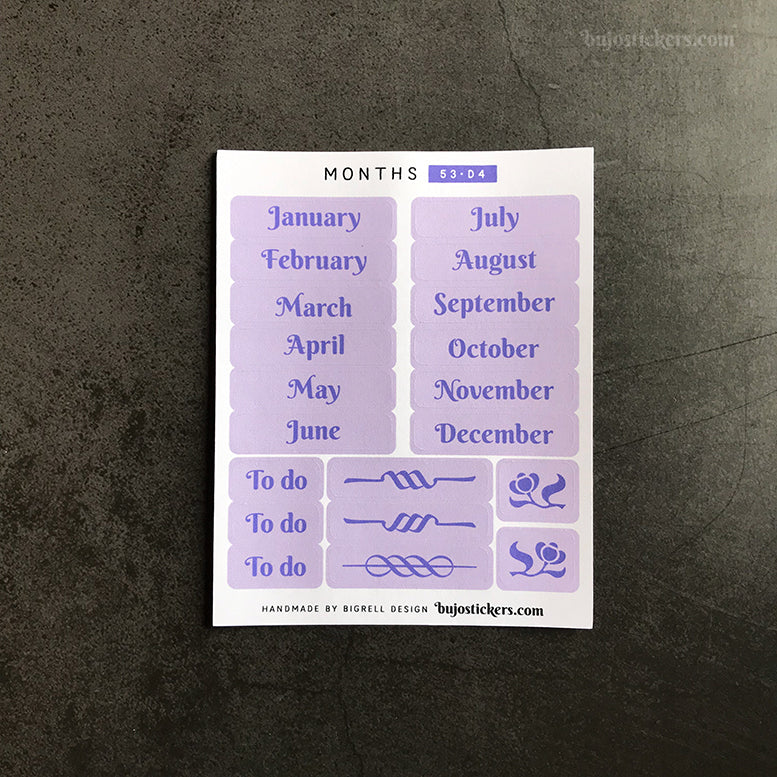 bujostickers.com
MONTHS 53•D4
January
February
March
April
May
June
July
August
September
October
November
December
To do
To do
To do
HANDMADE BY BIGRELL DESIGN bujostickers.com